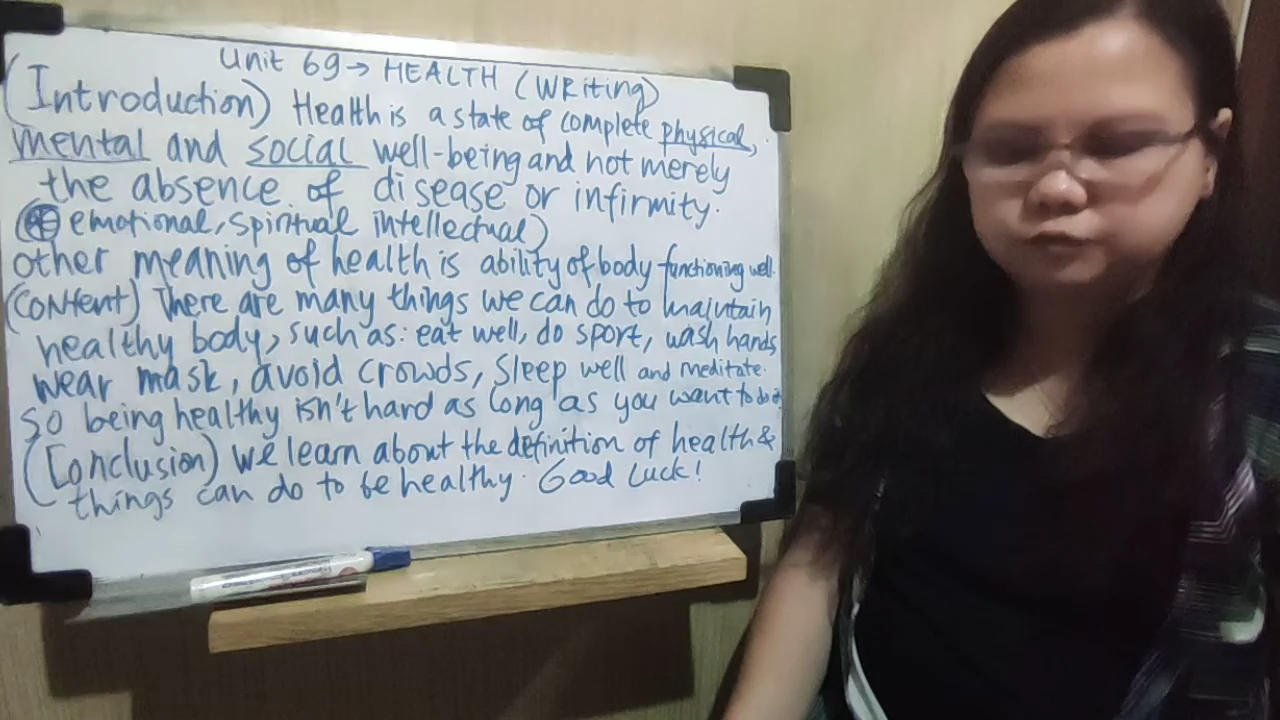 Unit 69→ HEALTH (WRiting)
(Introduction) Health is a state of complete physical,
mental and social well-being and not merely
the absence of disease or infirmity.
( emotional, spiritual intellectual)
other meaning of health is ability of body functioning well.
(CONtent) There are many things we can do to maintain
healthy body, such as: eat well, do sport, wash hands
wear mask, avoid crowds, Sleep well and meditate.
So being healthy isn't hard as long as you want to do it
(Conclusion) we learn about the definition of health &
things can do to be healthy. Good Luck!